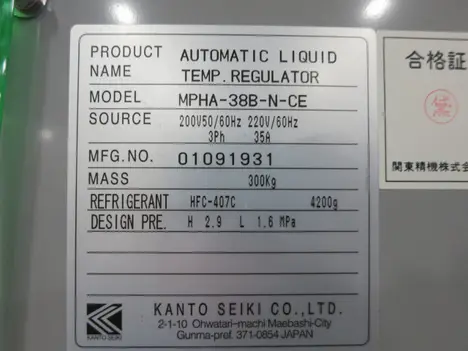 PRODUCT NAME AUTOMATIC LIQUID TEMP. REGULATOR
MODEL MPHA-38B-N-CE
SOURCE 200V50/60Hz 220V/60Hz
3Ph 35A
MFG.NO. 01091931
MASS 300Kg
REFRIGERANT HFC-407C 4200g
DESIGN PRE. H 2.9 L 1.6 MPa
KANTO SEIKI CO.,LTD.
2-1-10 Ohwatari-machi Maebashi-City
Gunma-pref. 371-0854 JAPAN
合格証
関東精機株式会